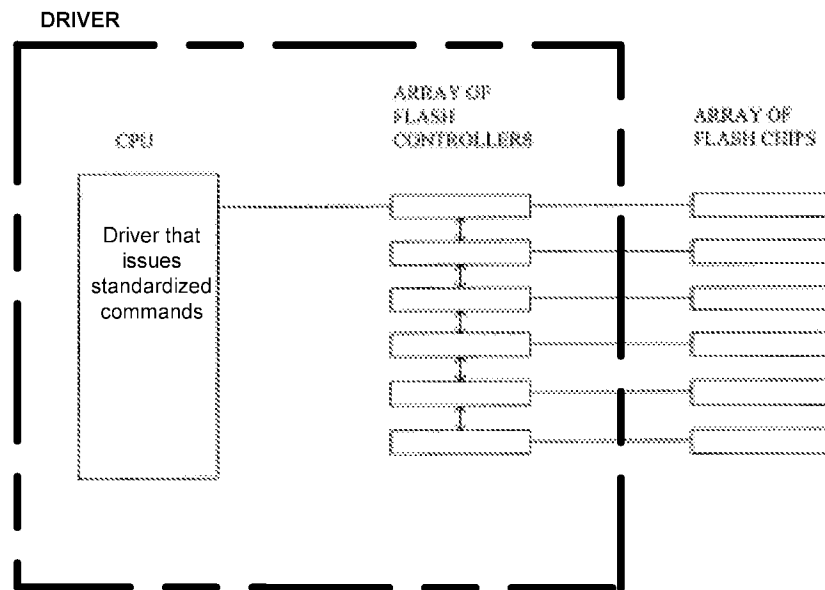 DRIVER
CPU
ARRAY OF
FLASH
CONTROLLERS
ARRAY OF
FLASH CHIPS
Driver that
issues
standardized
commands